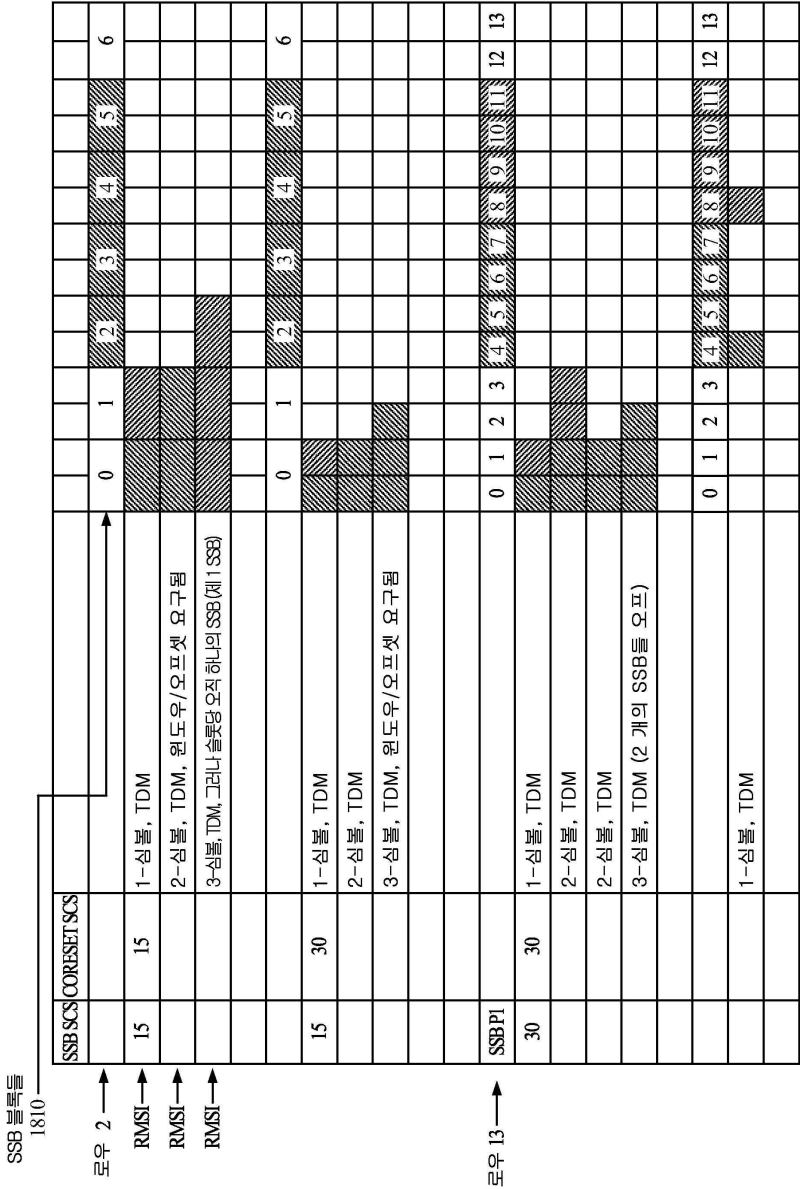 SSB 블록들
1810
SSB SCS CORESET SCS
로우 2 0 1 2 3 4 5 6
RMSI 15 15 1-심볼, TDM
RMSI 2-심볼, TDM, 윈도우/오프셋 요구됨
RMSI 3-심볼, TDM, 그러나 슬롯당 오직 하나의 SSB (제 1 SSB)
0 1 2 3 4 5 6
15 30 1-심볼, TDM
2-심볼, TDM
3-심볼, TDM, 윈도우/오프셋 요구됨
로우 13 SSB P1 0 1 2 3 4 5 6 7 8 9 10 11 12 13
30 30 1-심볼, TDM
2-심볼, TDM
2-심볼, TDM
3-심볼, TDM (2 개의 SSB들 오프)
0 1 2 3 4 5 6 7 8 9 10 11 12 13
1-심볼, TDM